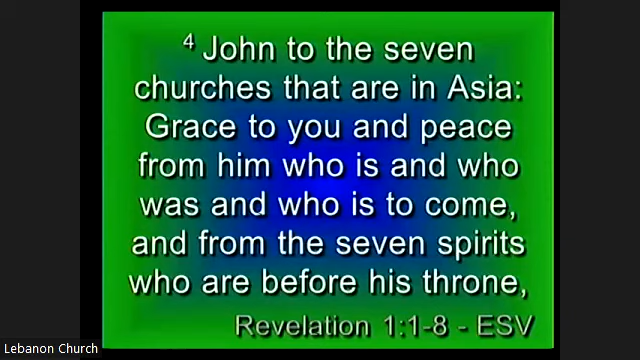 4 John to the seven
churches that are in Asia:
Grace to you and peace
from him who is and who
was and who is to come,
and from the seven spirits
who are before his throne,
Revelation 1:1-8 - ESV
Lebanon Church